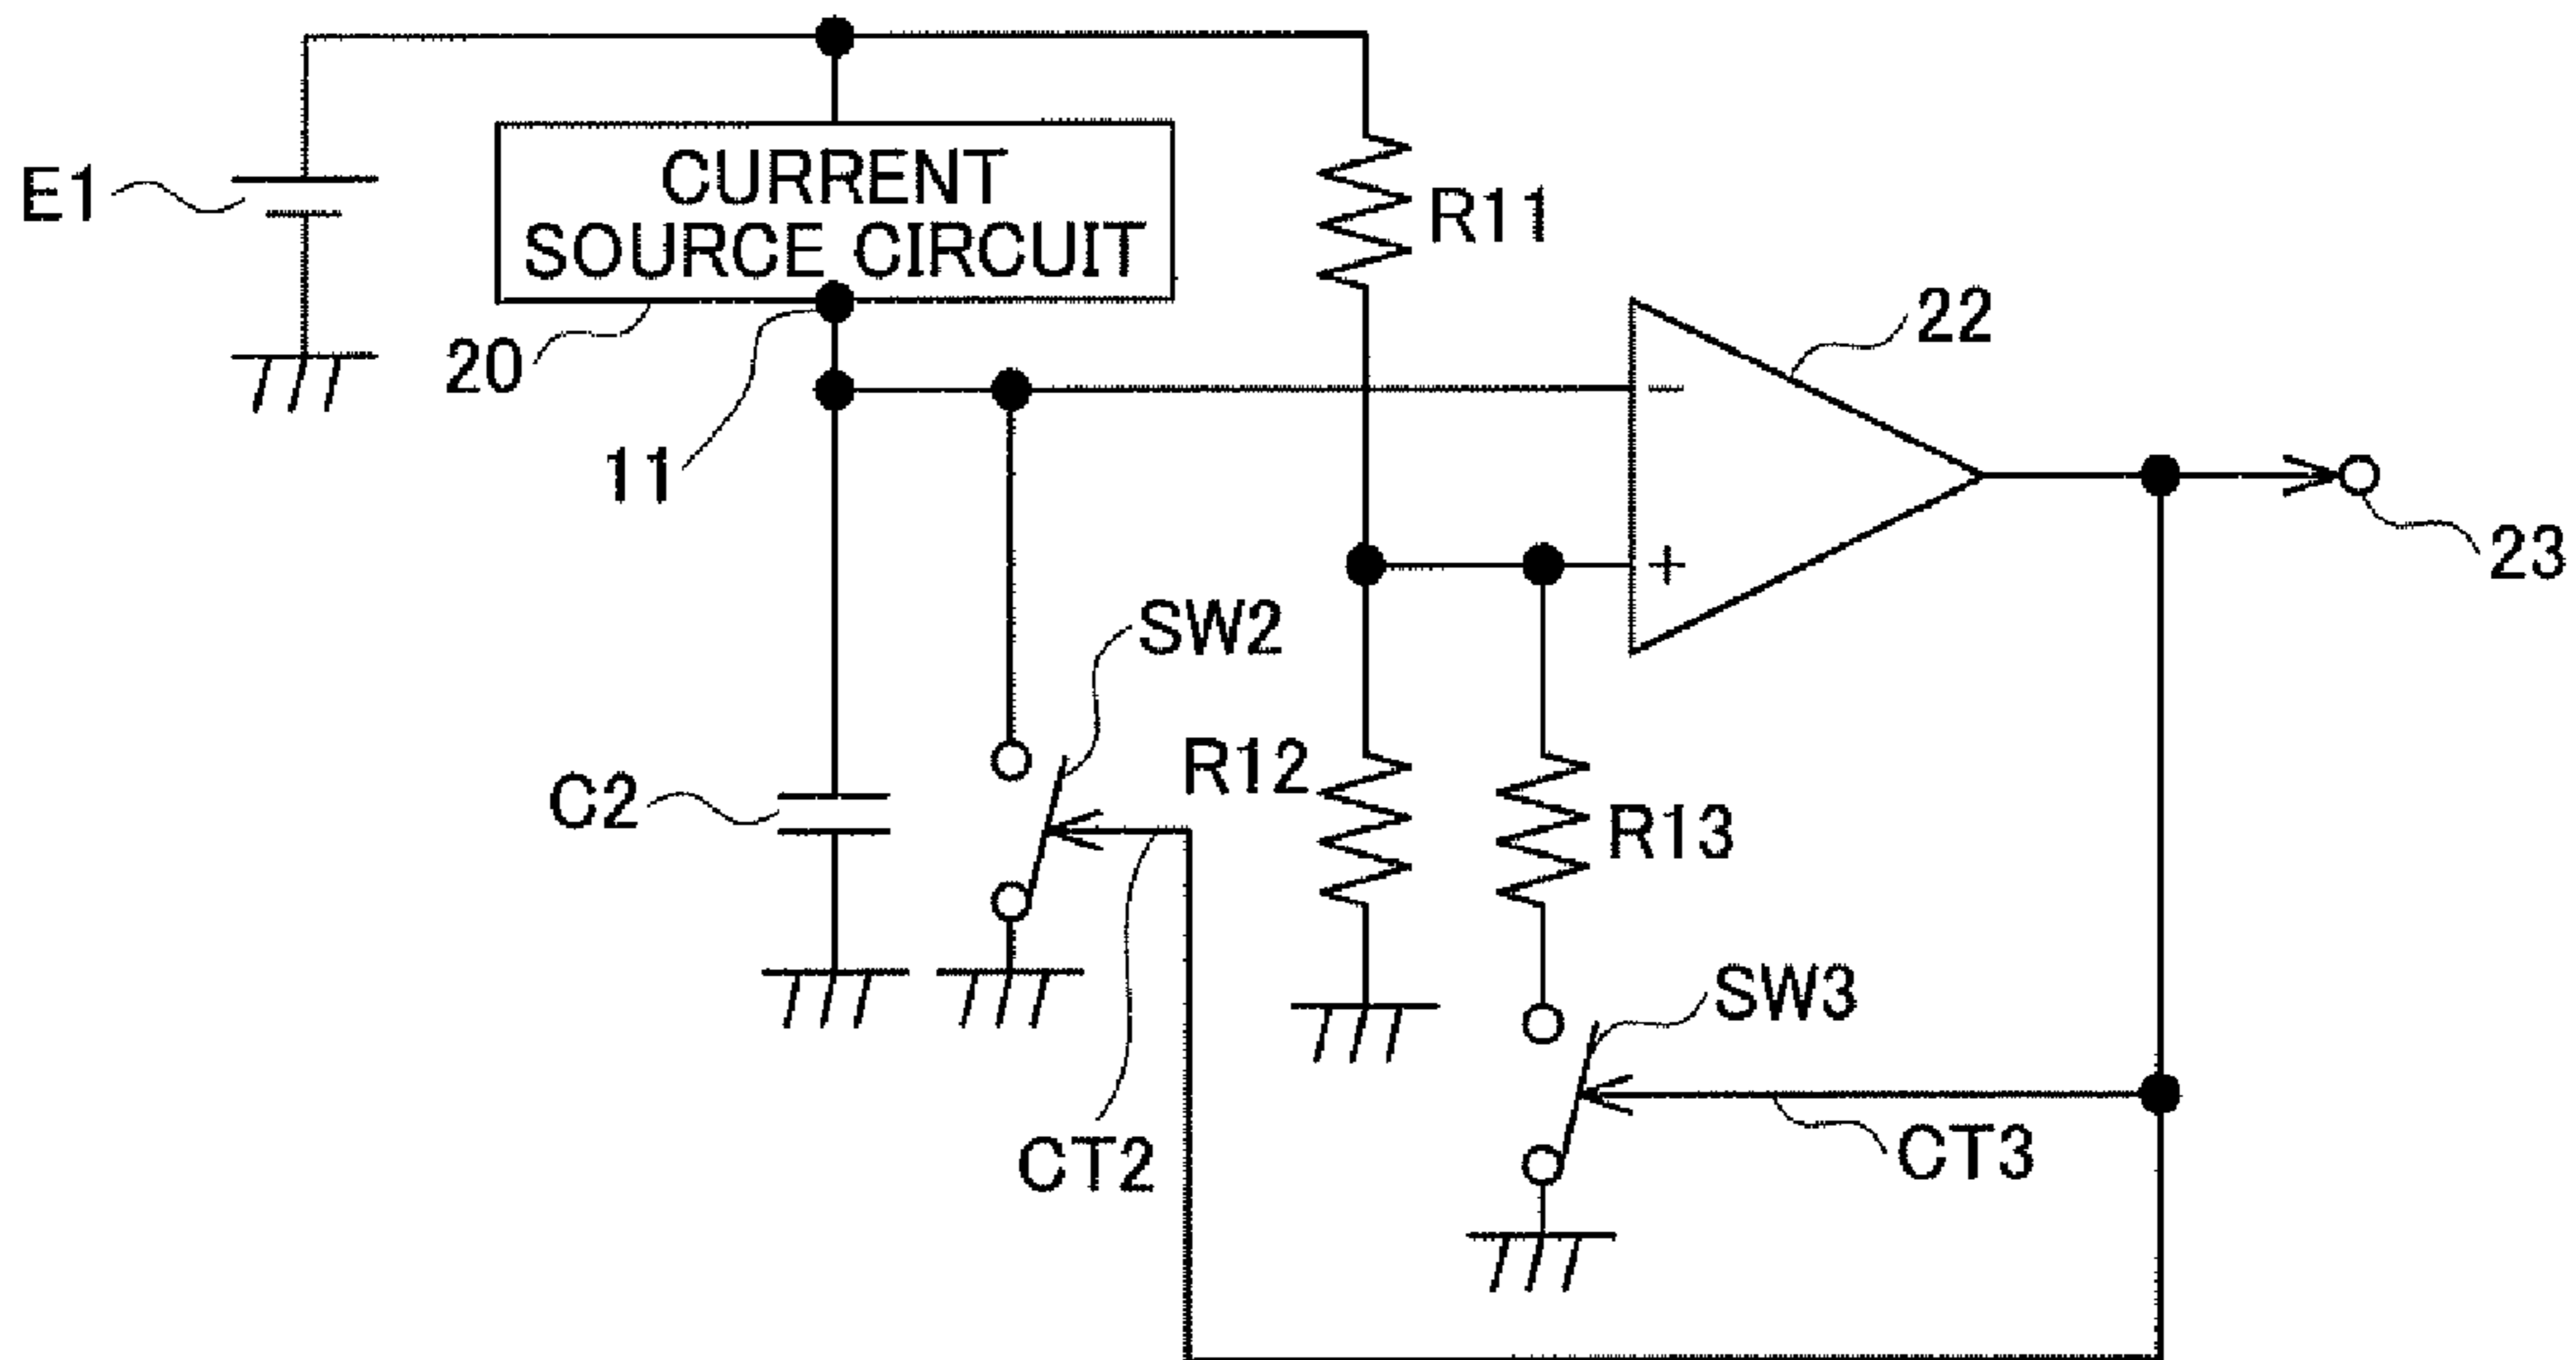 CURRENT
SOURCE CIRCUIT
E1
R11
20
11
22
−
+
23
SW2
R12
C2
R13
SW3
CT2
CT3